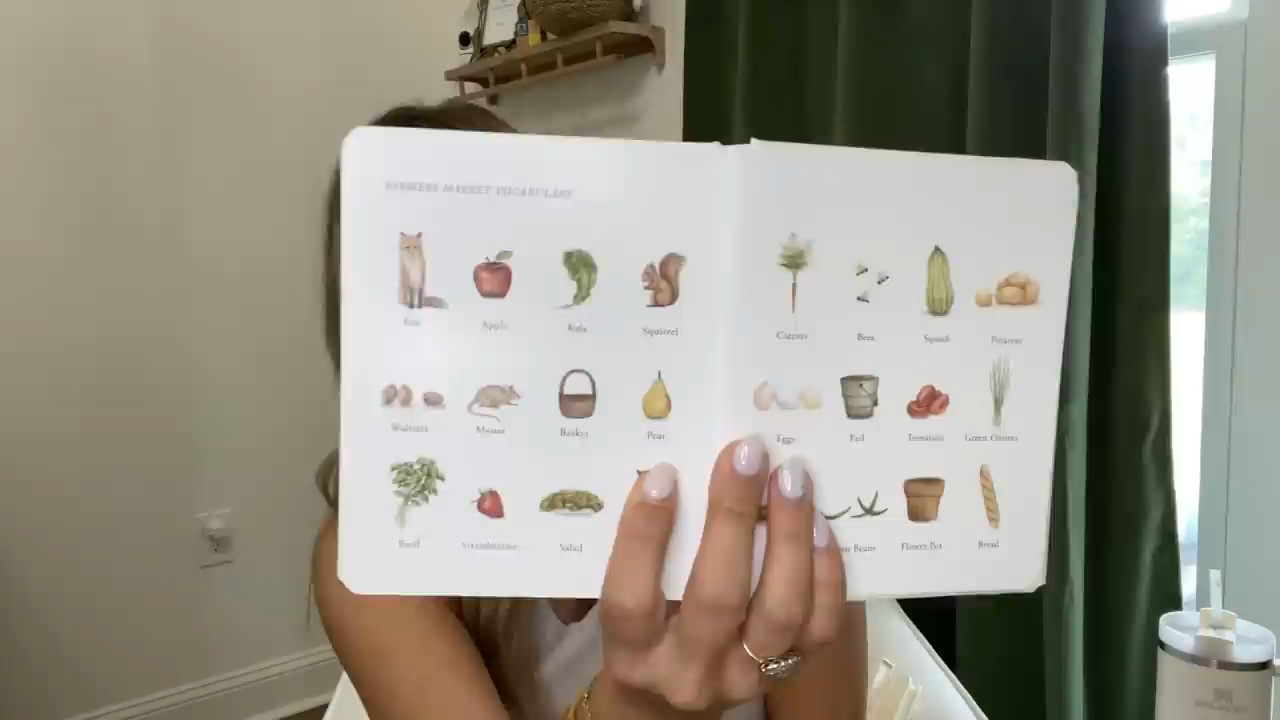 FARMERS MARKET VOCABULARY
Fox Apple Kale Squirrel
Walnuts Mouse Basket Pear
Basil Strawberries Salad
Carrots Bees Squash Potatoes
Eggs Pail Tomatoes Green Onions
Beans Flower Pot Bread